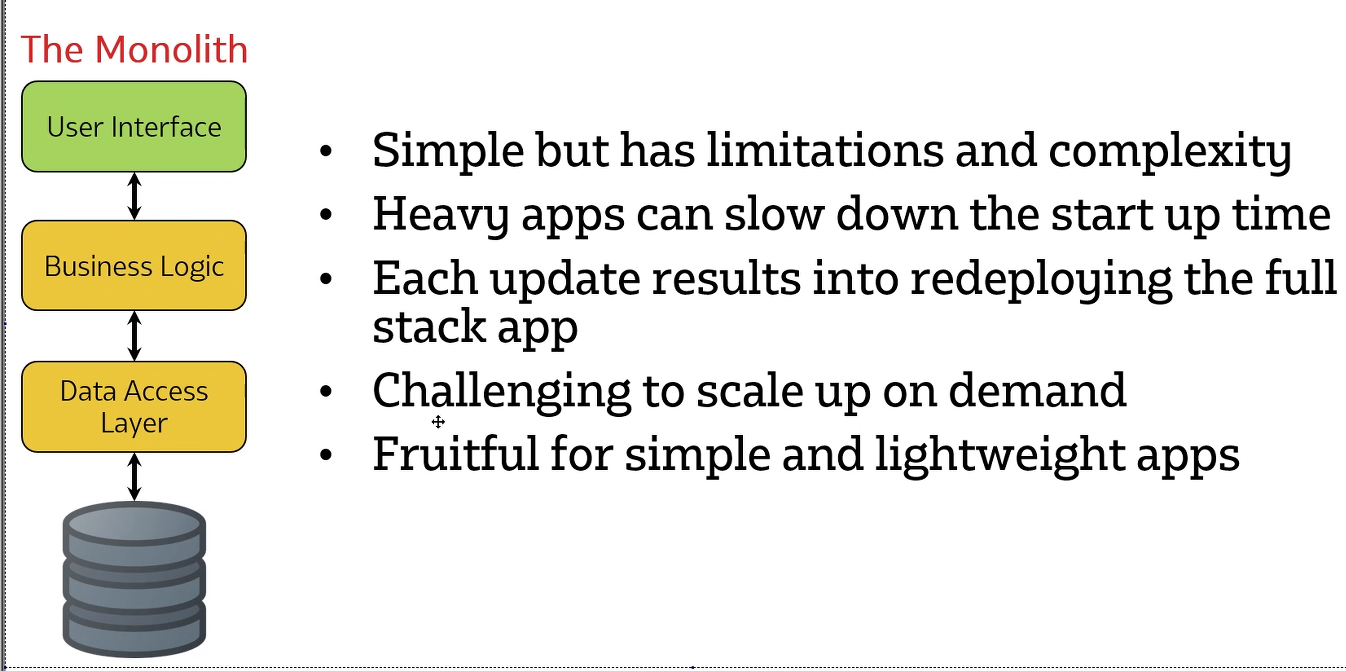 The Monolith
User Interface
Business Logic
Data Access
Layer
• Simple but has limitations and complexity
• Heavy apps can slow down the start up time
• Each update results into redeploying the full
stack app
• Challenging to scale up on demand
• Fruitful for simple and lightweight apps